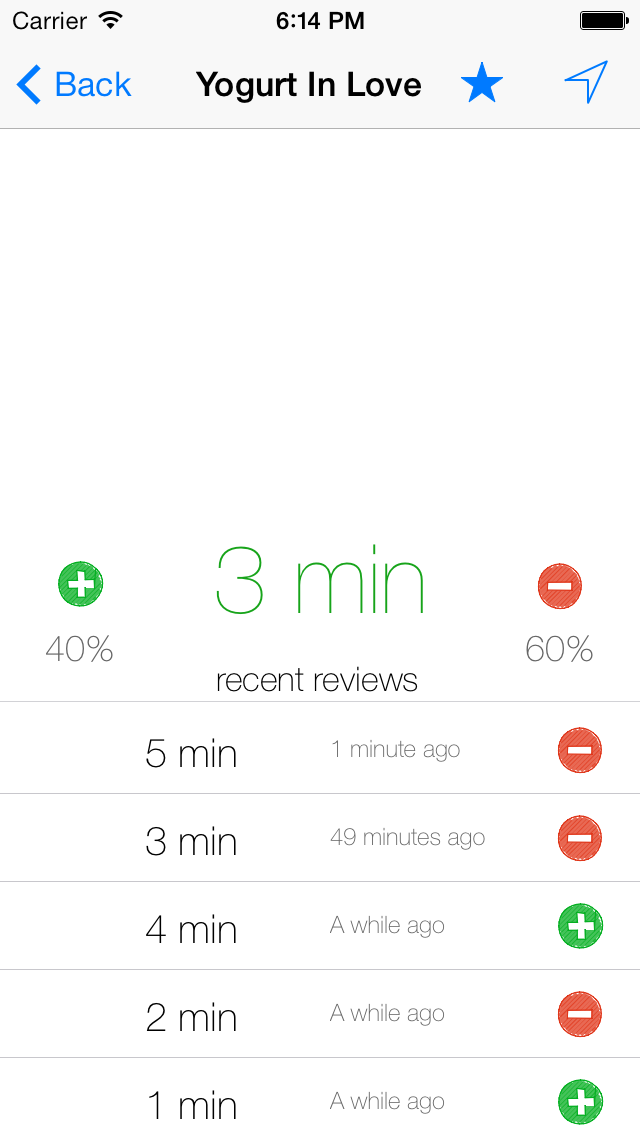 Carrier 6:14 PM
Back Yogurt In Love
3 min
40% 60%
recent reviews
5 min 1 minute ago
3 min 49 minutes ago
4 min A while ago
2 min A while ago
1 min A while ago